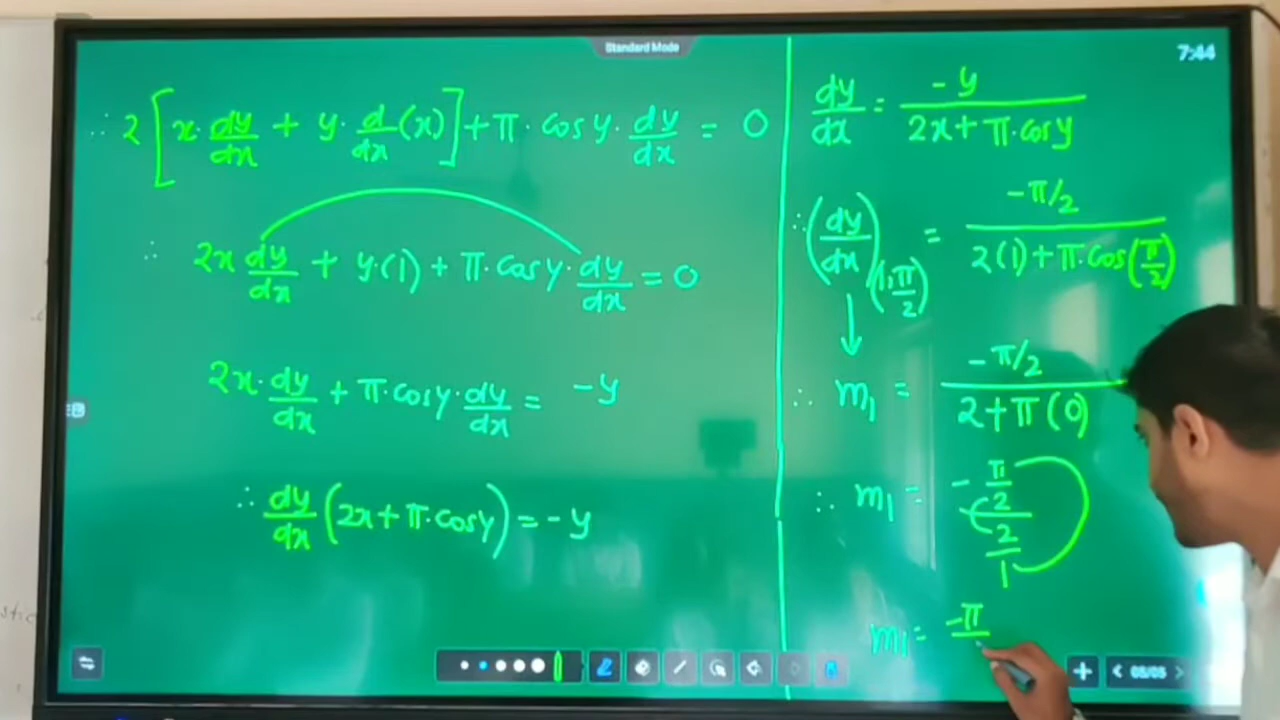 Standard Mode
7:44
∴ 2 [x · dy/dx + y · d/dx (x)] + π · cos y · dy/dx = 0
∴ 2x dy/dx + y·(1) + π · cos y · dy/dx = 0
2x · dy/dx + π · cos y · dy/dx = -y
∴ dy/dx (2x + π · cos y) = -y
dy/dx = -y / 2x + π · cos y
∴ (dy/dx)(1, π/2) = -π/2 / 2(1) + π · cos (π/2)
∴ m₁ = -π/2 / 2 + π(0)
∴ m₁ = - π/2 / 2/1
m₁ = -π
05/05